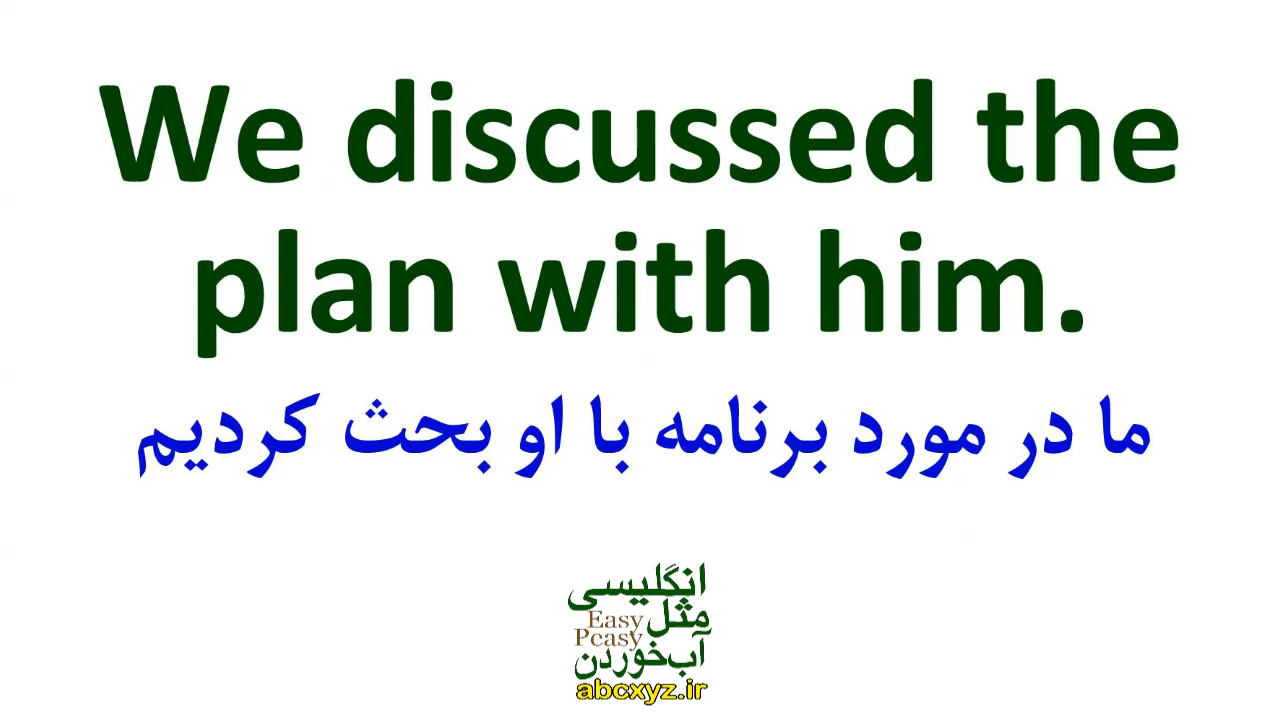 We discussed the
plan with him.
ما در مورد برنامه با او بحث کردیم
انگلیسی
مثل
Easy
Peasy
آب‌خوردن
abcxyz.ir